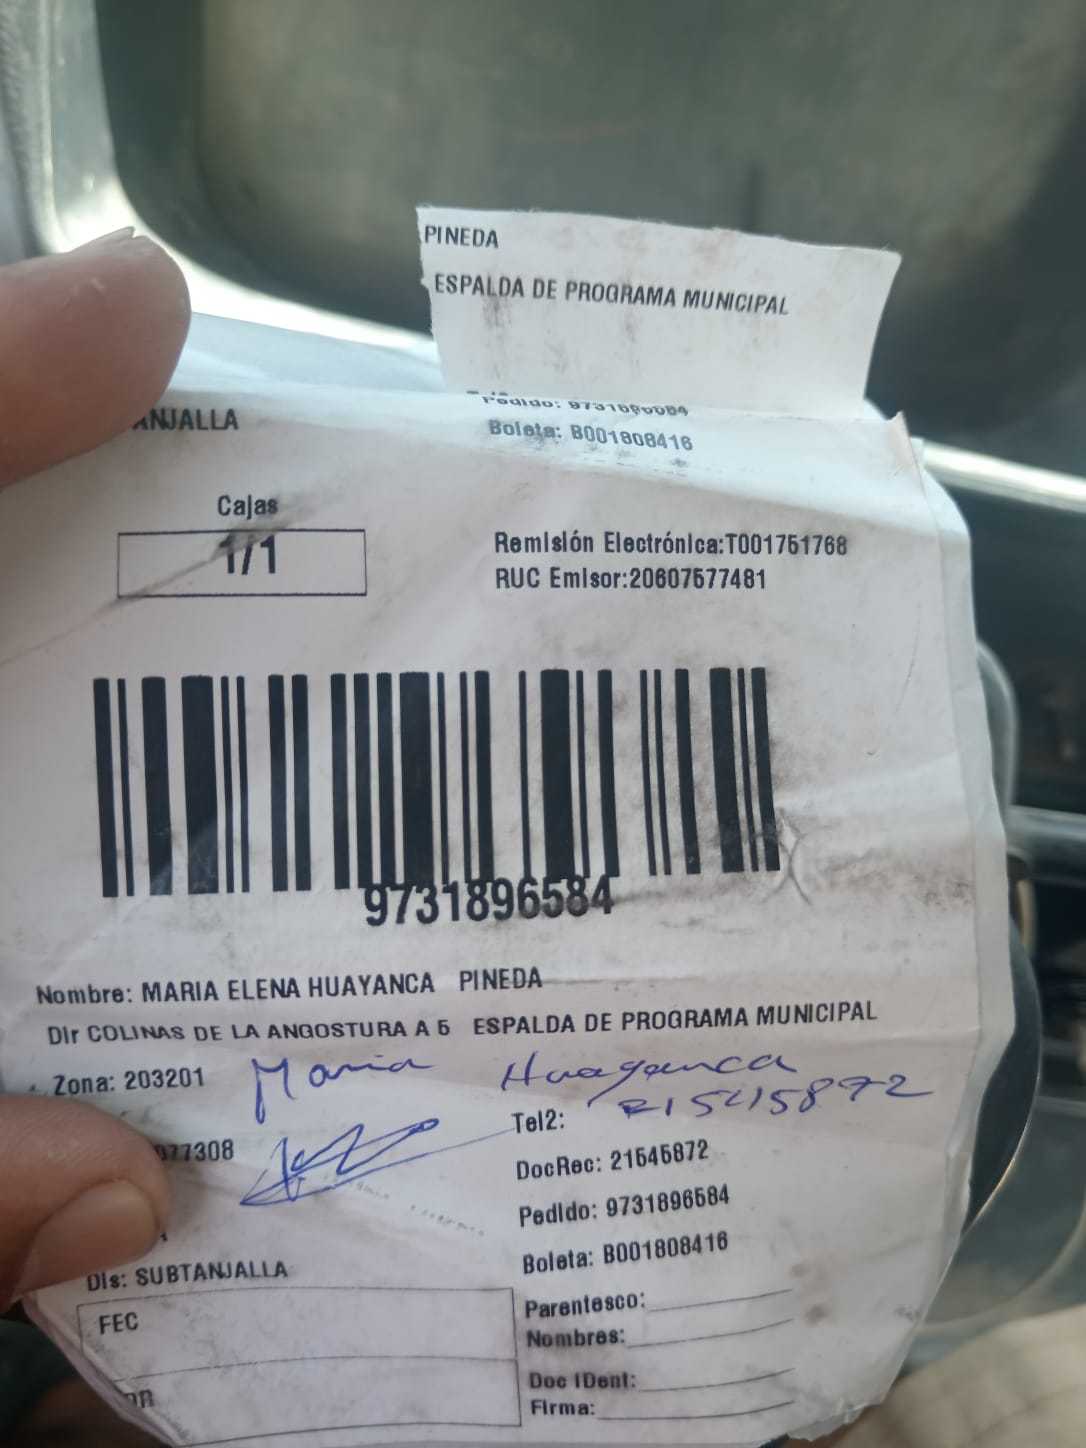 PINEDA
ESPALDA DE PROGRAMA MUNICIPAL
ANJALLA
Pedido: 9731896584
Boleta: B001808416
Cajas
1/1
Remisión Electrónica:T001751768
RUC Emisor:20607577481
9731896584
Nombre: MARIA ELENA HUAYANCA PINEDA
Dir COLINAS DE LA ANGOSTURA A 5 ESPALDA DE PROGRAMA MUNICIPAL
Zona: 203201
Maria Huayanca
21545872
Tel2:
77308
DocRec: 21545872
Pedido: 9731896584
Boleta: B001808416
Dis: SUBTANJALLA
FEC
Parentesco:
Nombres:
Doc IDent:
Firma: